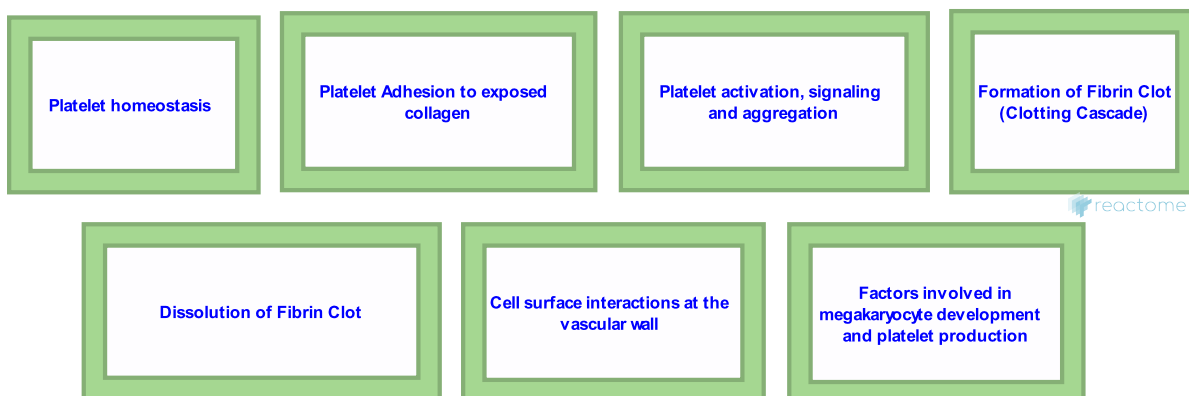 Platelet homeostasis
Platelet Adhesion to exposed
collagen
Platelet activation, signaling
and aggregation
Formation of Fibrin Clot
(Clotting Cascade)
reactome
Dissolution of Fibrin Clot
Cell surface interactions at the
vascular wall
Factors involved in
megakaryocyte development
and platelet production